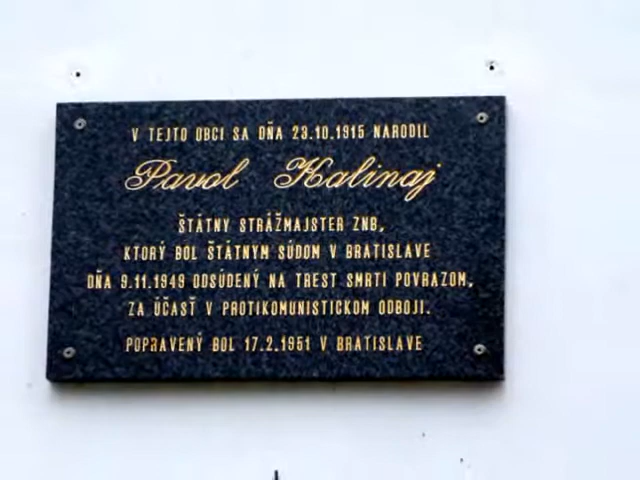 V TEJTO OBCI SA DŇA 23.10.1915 NARODIL
Pavol Kalinaj
ŠTÁTNY STRÁŽMAJSTER ZNB,
KTORÝ BOL ŠTÁTNYM SÚDOM V BRATISLAVE
DŇA 9.11.1949 ODSÚDENÝ NA TREST SMRTI POVRAZOM,
ZA ÚČASŤ V PROTIKOMUNISTICKOM ODBOJI.
POPRAVENÝ BOL 17.2.1951 V BRATISLAVE